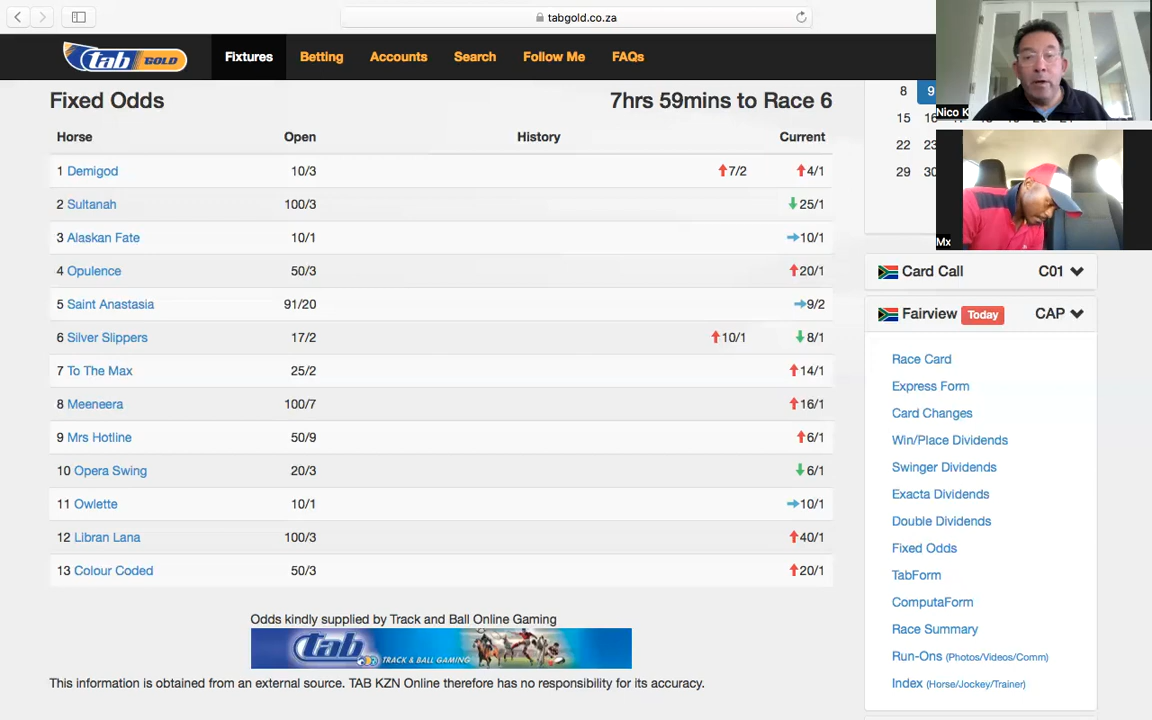 tabgold.co.za
tab GOLD
Fixtures
Betting
Accounts
Search
Follow Me
FAQs
Fixed Odds
7hrs 59mins to Race 6
Horse Open History Current
1 Demigod 10/3 7/2 4/1
2 Sultanah 100/3 25/1
3 Alaskan Fate 10/1 10/1
4 Opulence 50/3 20/1
5 Saint Anastasia 91/20 9/2
6 Silver Slippers 17/2 10/1 8/1
7 To The Max 25/2 14/1
8 Meeneera 100/7 16/1
9 Mrs Hotline 50/9 6/1
10 Opera Swing 20/3 6/1
11 Owlette 10/1 10/1
12 Libran Lana 100/3 40/1
13 Colour Coded 50/3 20/1
Odds kindly supplied by Track and Ball Online Gaming
tab TRACK & BALL GAMING
This information is obtained from an external source. TAB KZN Online therefore has no responsibility for its accuracy.
8 9
15 16
22 23
29 30
Nico K
Mx
Card Call C01
Fairview Today CAP
Race Card
Express Form
Card Changes
Win/Place Dividends
Swinger Dividends
Exacta Dividends
Double Dividends
Fixed Odds
TabForm
ComputaForm
Race Summary
Run-Ons (Photos/Videos/Comm)
Index (Horse/Jockey/Trainer)